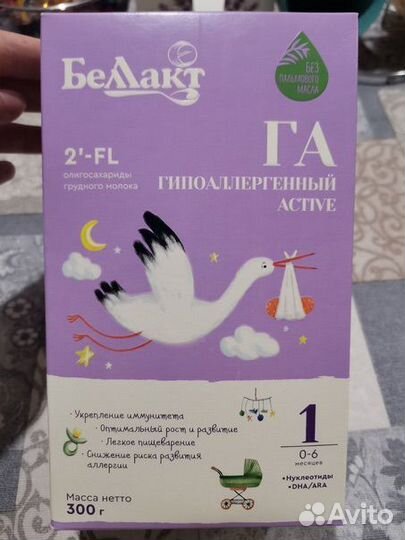 Беллакт
БЕЗ
ПАЛЬМОВОГО
МАСЛА
2'-FL
олигосахариды
грудного молока
ГА
ГИПОАЛЛЕРГЕННЫЙ
ACTIVE
· Укрепление иммунитета
· Оптимальный рост и развитие
· Легкое пищеварение
· Снижение риска развития
аллергии
1
0-6
месяцев
•Нуклеотиды
•DHA/ARA
Масса нетто
300 г
Avito